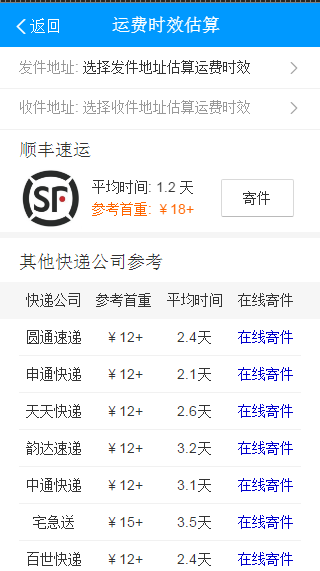 返回 运费时效估算
发件地址: 选择发件地址估算运费时效
收件地址: 选择收件地址估算运费时效
顺丰速运
SF
平均时间: 1.2 天
参考首重: ￥18+
寄件
其他快递公司参考
快递公司 参考首重 平均时间 在线寄件
圆通速递 ￥12+ 2.4天 在线寄件
申通快递 ￥12+ 2.1天 在线寄件
天天快递 ￥12+ 2.6天 在线寄件
韵达速递 ￥12+ 3.2天 在线寄件
中通速递 ￥12+ 3.1天 在线寄件
宅急送 ￥15+ 3.5天 在线寄件
百世快递 ￥12+ 2.4天 在线寄件